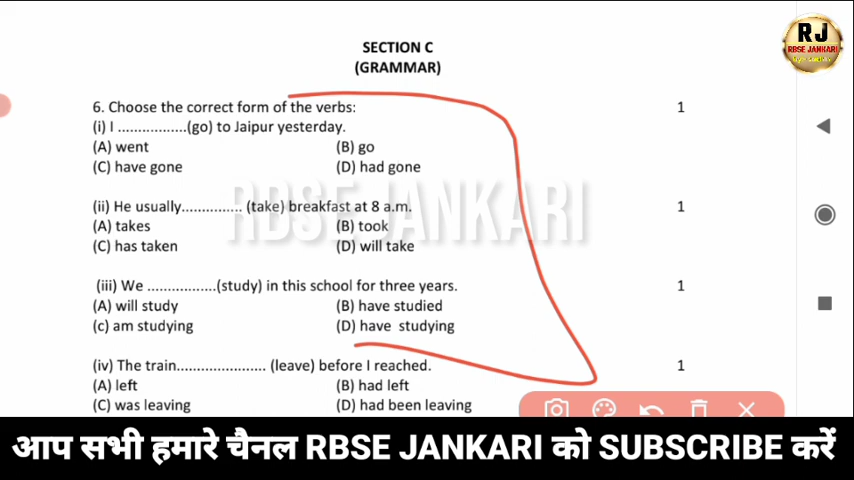 RJ
RBSE JANKARI
SECTION C
(GRAMMAR)
6. Choose the correct form of the verbs: 1
(i) I .................(go) to Jaipur yesterday.
(A) went (B) go
(C) have gone (D) had gone
(ii) He usually............... (take) breakfast at 8 a.m. 1
(A) takes (B) took
(C) has taken (D) will take
RBSE JANKARI
(iii) We .................(study) in this school for three years. 1
(A) will study (B) have studied
(c) am studying (D) have studying
(iv) The train...................... (leave) before I reached. 1
(A) left (B) had left
(C) was leaving (D) had been leaving
आप सभी हमारे चैनल RBSE JANKARI को SUBSCRIBE करें